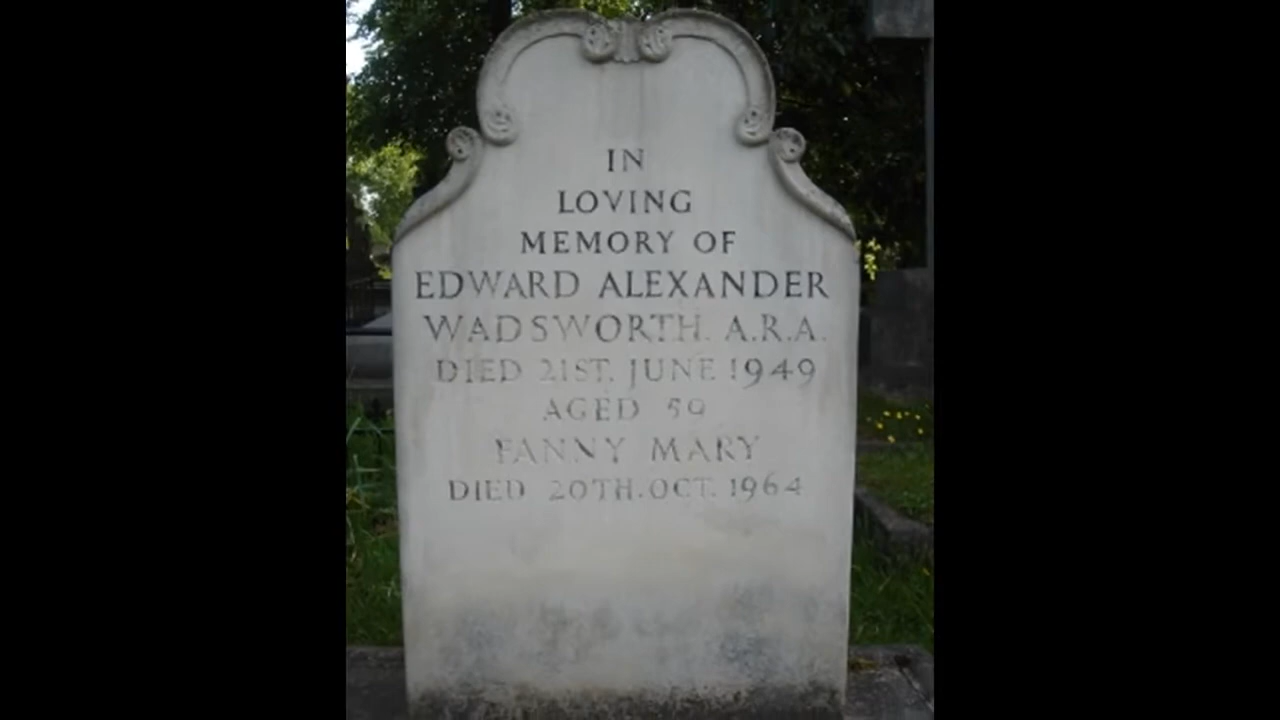 IN
LOVING
MEMORY OF
EDWARD ALEXANDER
WADSWORTH. A.R.A.
DIED 21ST. JUNE 1949
AGED 59
FANNY MARY
DIED 20TH. OCT. 1964